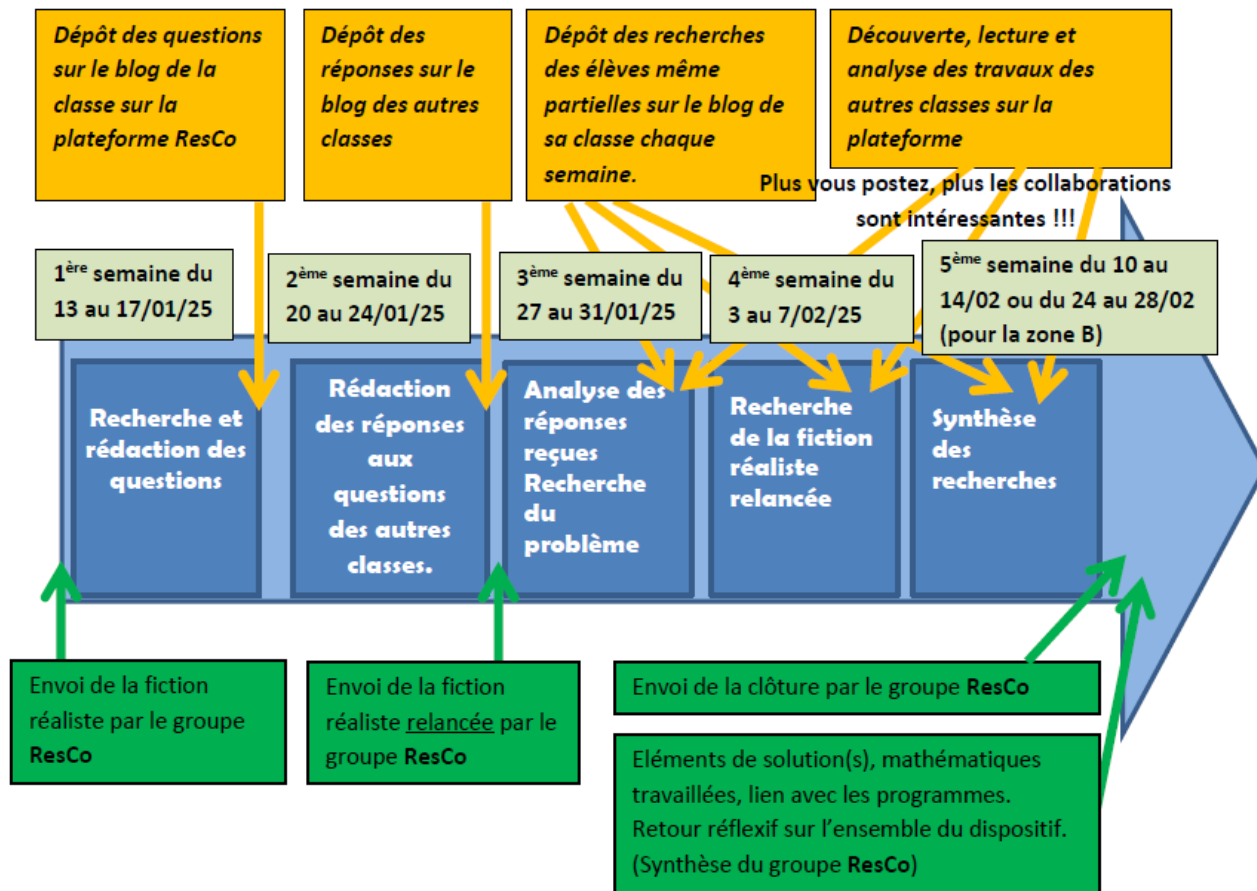 Dépôt des questions
sur le blog de la
classe sur la
plateforme ResCo
Dépôt des
réponses sur le
blog des autres
classes
Dépôt des recherches
des élèves même
partielles sur le blog de
sa classe chaque
semaine.
Découverte, lecture et
analyse des travaux des
autres classes sur la
plateforme
Plus vous postez, plus les collaborations
sont intéressantes !!!
1ère semaine du
13 au 17/01/25
2ème semaine du
20 au 24/01/25
3ème semaine du
27 au 31/01/25
4ème semaine du
3 au 7/02/25
5ème semaine du 10 au
14/02 ou du 24 au 28/02
(pour la zone B)
Recherche et
rédaction des
questions
Rédaction
des réponses
aux
questions
des autres
classes.
Analyse des
réponses
reçues
Recherche
du
problème
Recherche
de la fiction
réaliste
relancée
Synthèse
des
recherches
Envoi de la fiction
réaliste par le groupe
ResCo
Envoi de la fiction
réaliste relancée par le
groupe ResCo
Envoi de la clôture par le groupe ResCo
Eléments de solution(s), mathématiques
travaillées, lien avec les programmes.
Retour réflexif sur l'ensemble du dispositif.
(Synthèse du groupe ResCo)